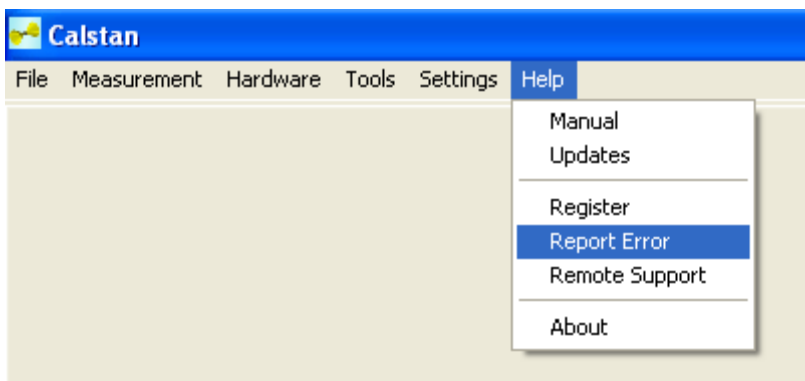 Calstan
File Measurement Hardware Tools Settings Help
Manual
Updates
Register
Report Error
Remote Support
About